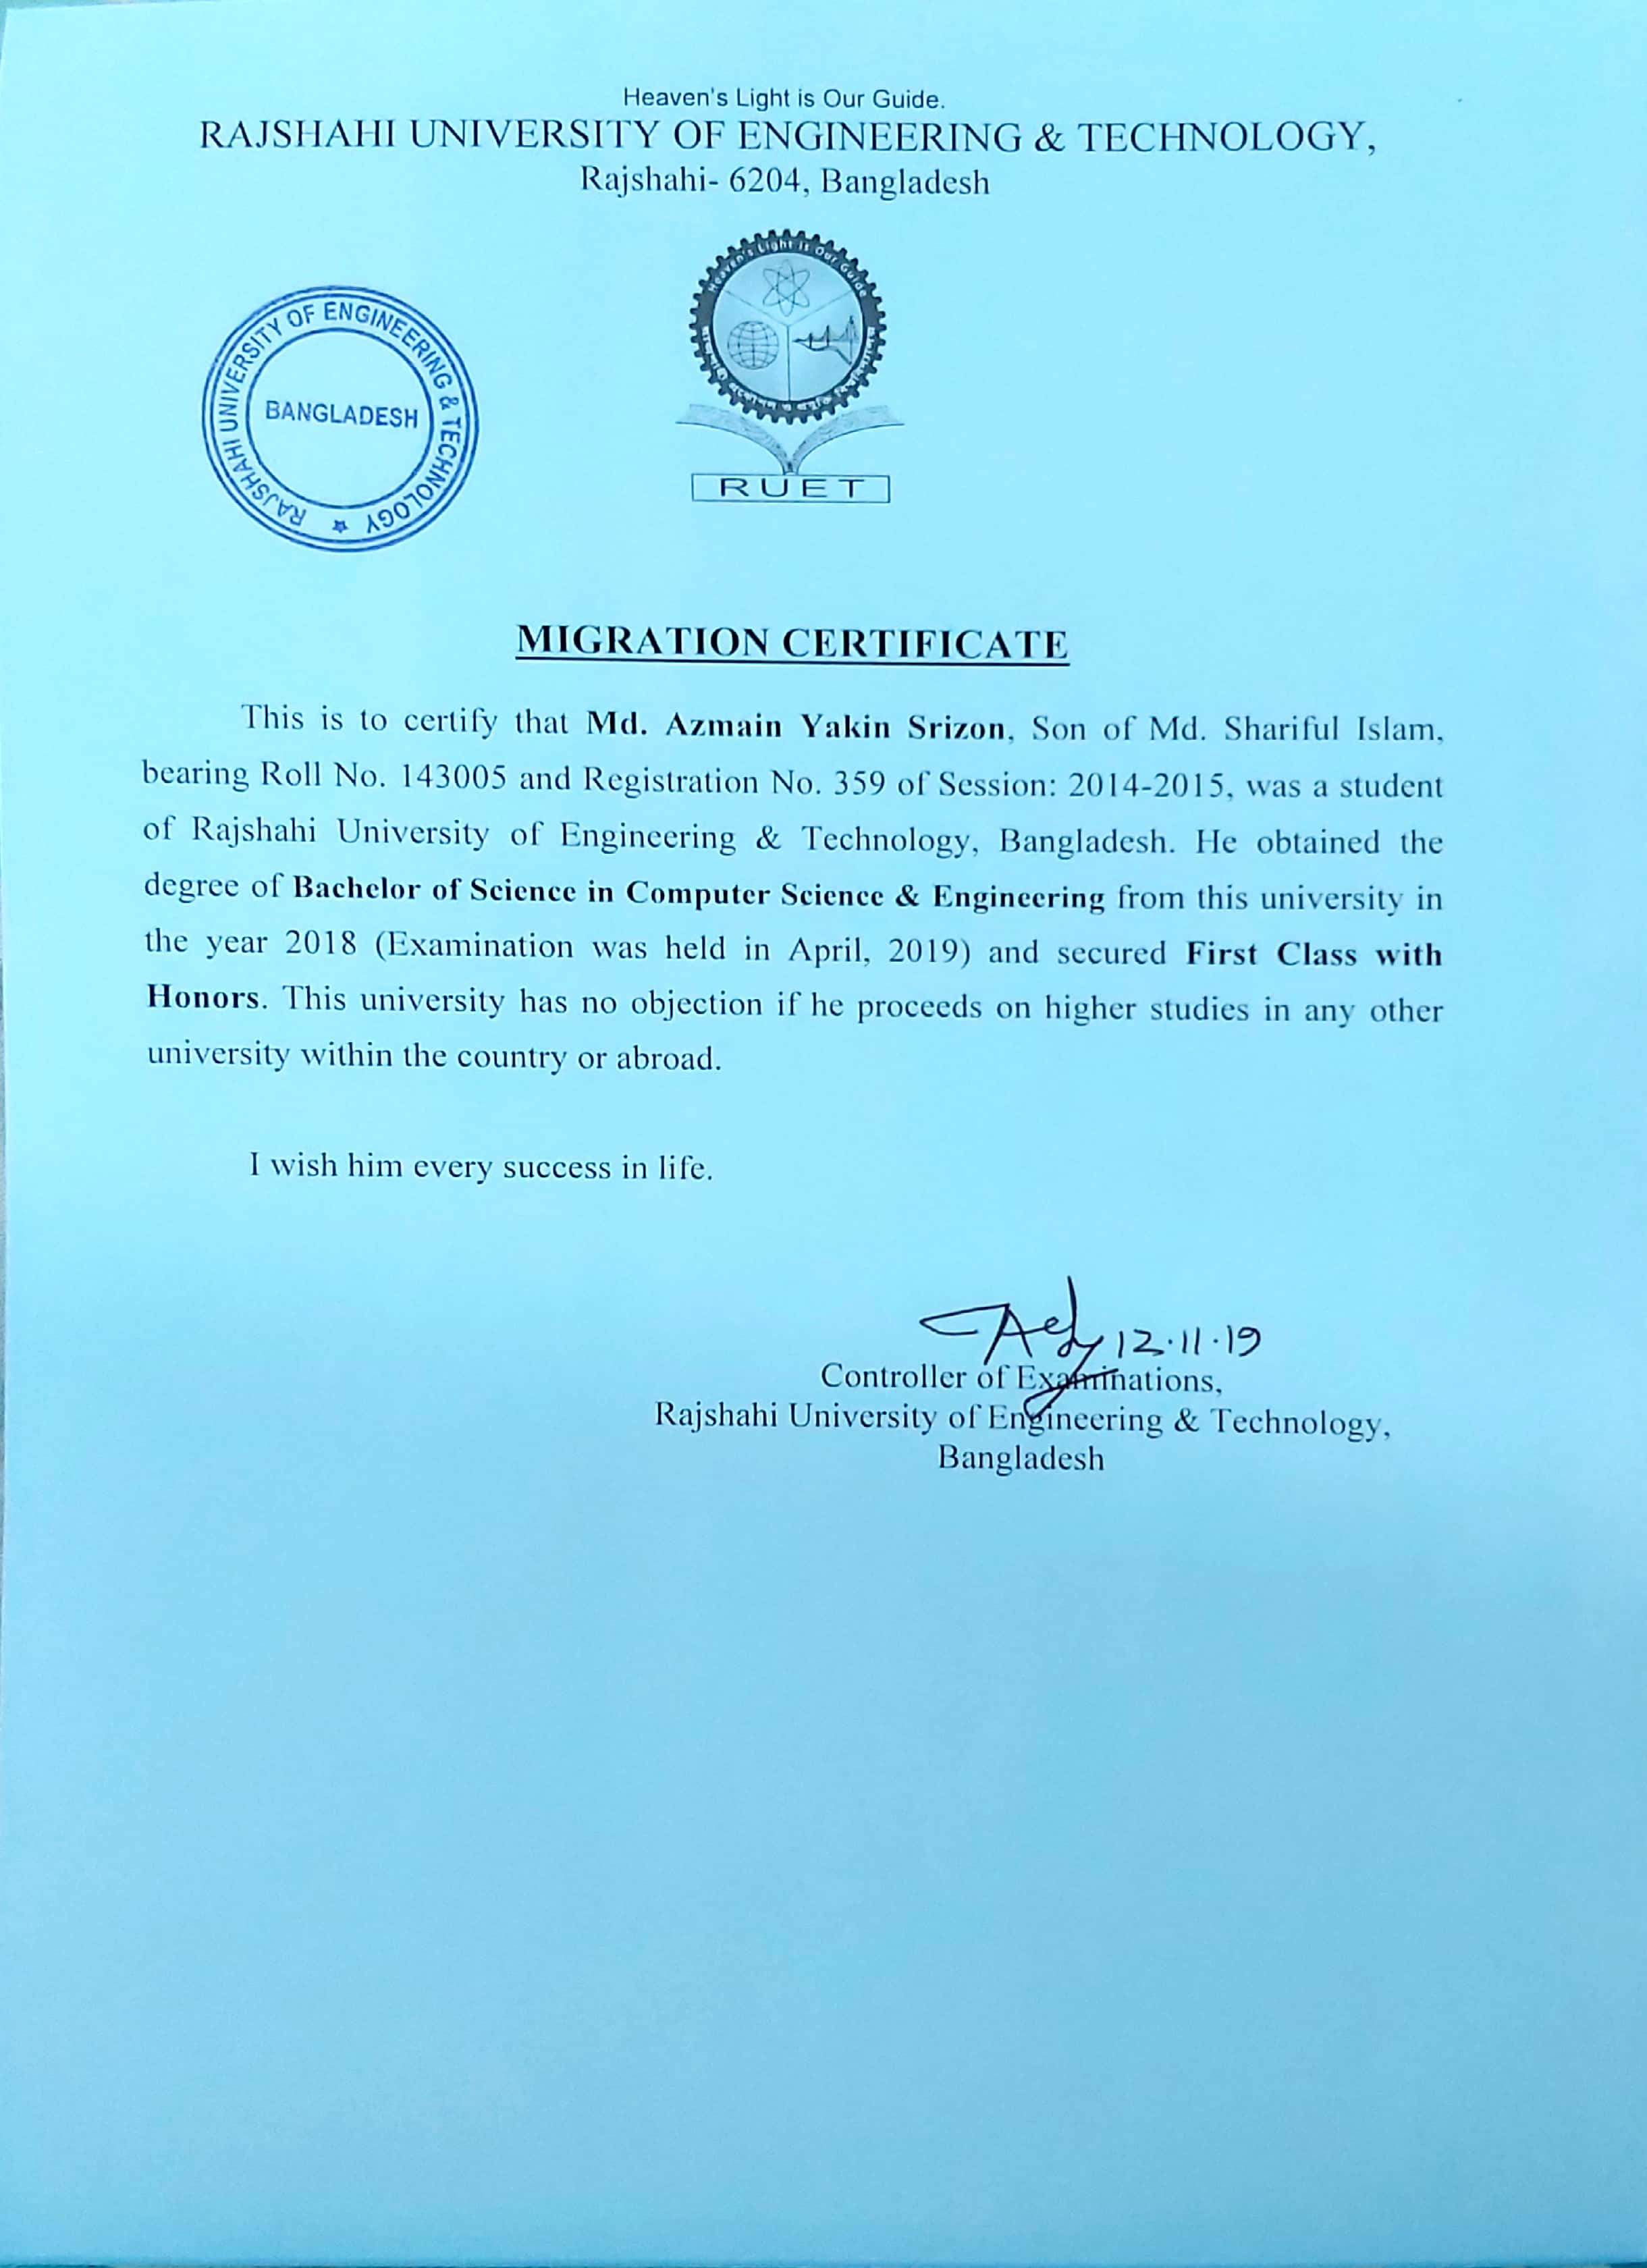 Heaven's Light is Our Guide.
RAJSHAHI UNIVERSITY OF ENGINEERING & TECHNOLOGY,
Rajshahi- 6204, Bangladesh
Heaven's Light is Our Guide
RAJSHAHI UNIVERSITY OF ENGINEERING & TECHNOLOGY
BANGLADESH
RUET
MIGRATION CERTIFICATE
This is to certify that Md. Azmain Yakin Srizon, Son of Md. Shariful Islam,
bearing Roll No. 143005 and Registration No. 359 of Session: 2014-2015, was a student
of Rajshahi University of Engineering & Technology, Bangladesh. He obtained the
degree of Bachelor of Science in Computer Science & Engineering from this university in
the year 2018 (Examination was held in April, 2019) and secured First Class with
Honors. This university has no objection if he proceeds on higher studies in any other
university within the country or abroad.
I wish him every success in life.
12.11.19
Controller of Examinations,
Rajshahi University of Engineering & Technology,
Bangladesh